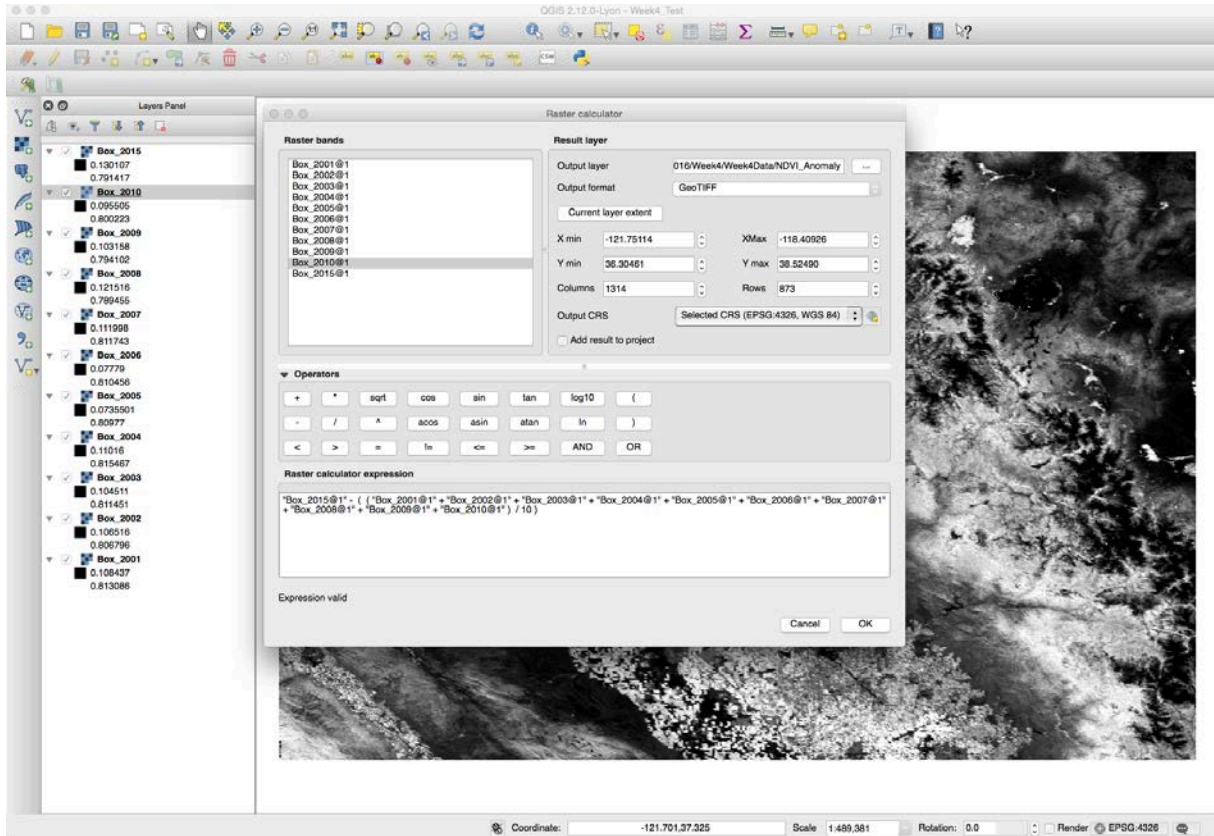 QGIS 2.12.0-Lyon - Week4_Test
CSW
Layers Panel
Box_2015
0.130107
0.791417
Box_2010
0.095505
0.800223
Box_2009
0.103158
0.794102
Box_2008
0.121516
0.789455
Box_2007
0.111998
0.811743
Box_2006
0.07779
0.810456
Box_2005
0.0735501
0.80977
Box_2004
0.11016
0.815467
Box_2003
0.104511
0.811451
Box_2002
0.106516
0.806796
Box_2001
0.108437
0.813086
Raster calculator
Raster bands
Box_2001@1
Box_2002@1
Box_2003@1
Box_2004@1
Box_2005@1
Box_2006@1
Box_2007@1
Box_2008@1
Box_2009@1
Box_2010@1
Box_2015@1
Result layer
Output layer 016/Week4/Week4Data/NDVI_Anomaly ...
Output format GeoTIFF
Current layer extent
X min -121.75114 XMax -118.40926
Y min 36.30461 Y max 38.52490
Columns 1314 Rows 873
Output CRS Selected CRS (EPSG:4326, WGS 84)
Add result to project
Operators
+ * sqrt cos sin tan log10 (
- / ^ acos asin atan ln )
< > = != <= >= AND OR
Raster calculator expression
"Box_2015@1" - ( ( "Box_2001@1" + "Box_2002@1" + "Box_2003@1" + "Box_2004@1" + "Box_2005@1" + "Box_2006@1" + "Box_2007@1"
+ "Box_2008@1" + "Box_2009@1" + "Box_2010@1" ) / 10 )
Expression valid
Cancel OK
Coordinate: -121.701,37.325 Scale 1:489,381 Rotation: 0.0 Render EPSG:4326